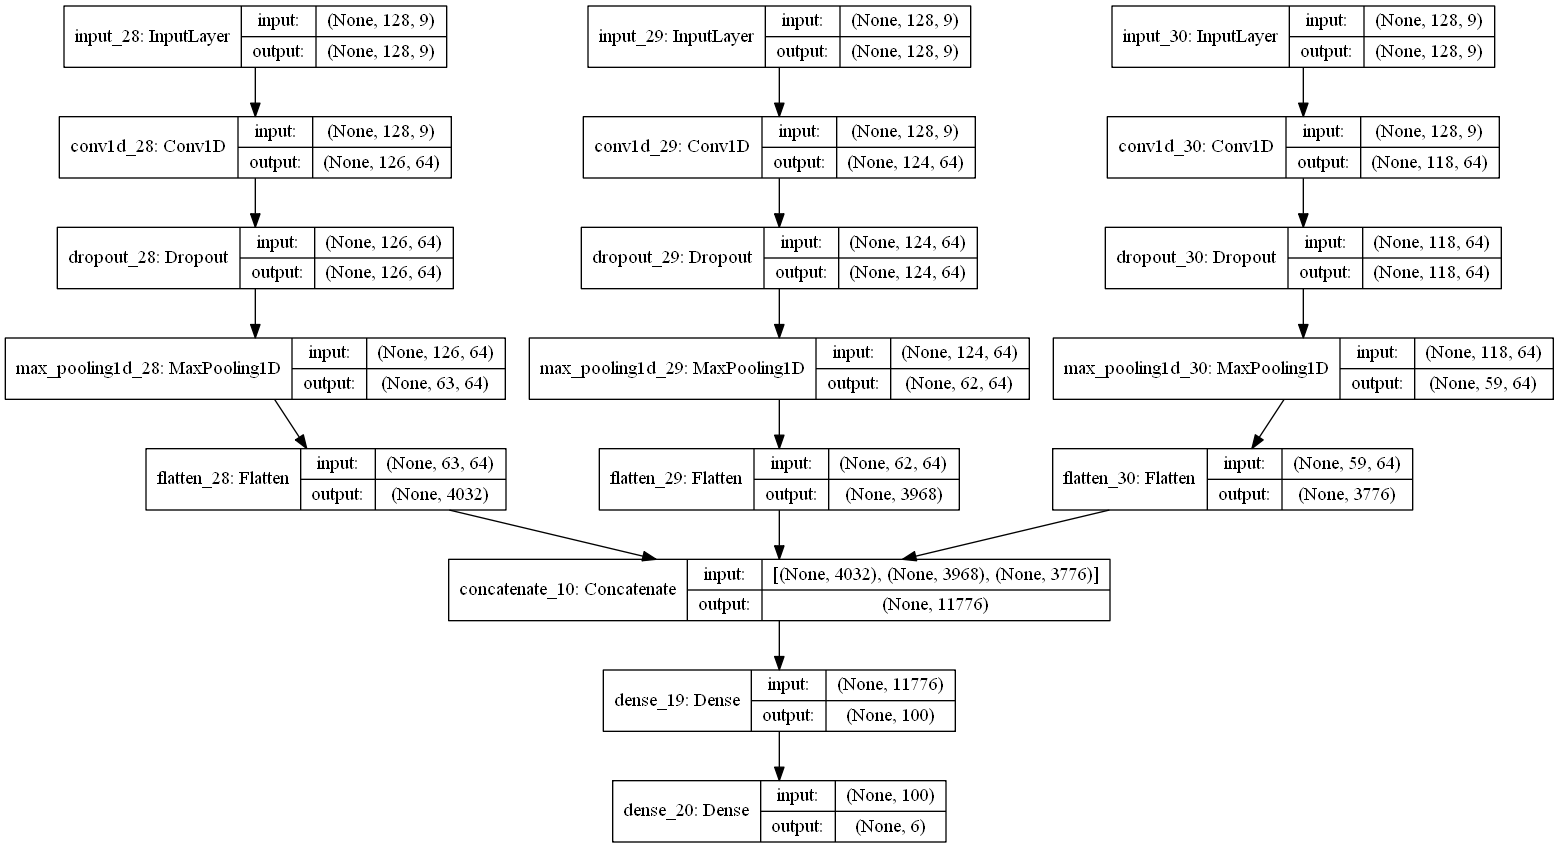 input_28: InputLayer
input: (None, 128, 9)
output: (None, 128, 9)
input_29: InputLayer
input: (None, 128, 9)
output: (None, 128, 9)
input_30: InputLayer
input: (None, 128, 9)
output: (None, 128, 9)
conv1d_28: Conv1D
input: (None, 128, 9)
output: (None, 126, 64)
conv1d_29: Conv1D
input: (None, 128, 9)
output: (None, 124, 64)
conv1d_30: Conv1D
input: (None, 128, 9)
output: (None, 118, 64)
dropout_28: Dropout
input: (None, 126, 64)
output: (None, 126, 64)
dropout_29: Dropout
input: (None, 124, 64)
output: (None, 124, 64)
dropout_30: Dropout
input: (None, 118, 64)
output: (None, 118, 64)
max_pooling1d_28: MaxPooling1D
input: (None, 126, 64)
output: (None, 63, 64)
max_pooling1d_29: MaxPooling1D
input: (None, 124, 64)
output: (None, 62, 64)
max_pooling1d_30: MaxPooling1D
input: (None, 118, 64)
output: (None, 59, 64)
flatten_28: Flatten
input: (None, 63, 64)
output: (None, 4032)
flatten_29: Flatten
input: (None, 62, 64)
output: (None, 3968)
flatten_30: Flatten
input: (None, 59, 64)
output: (None, 3776)
concatenate_10: Concatenate
input: [(None, 4032), (None, 3968), (None, 3776)]
output: (None, 11776)
dense_19: Dense
input: (None, 11776)
output: (None, 100)
dense_20: Dense
input: (None, 100)
output: (None, 6)